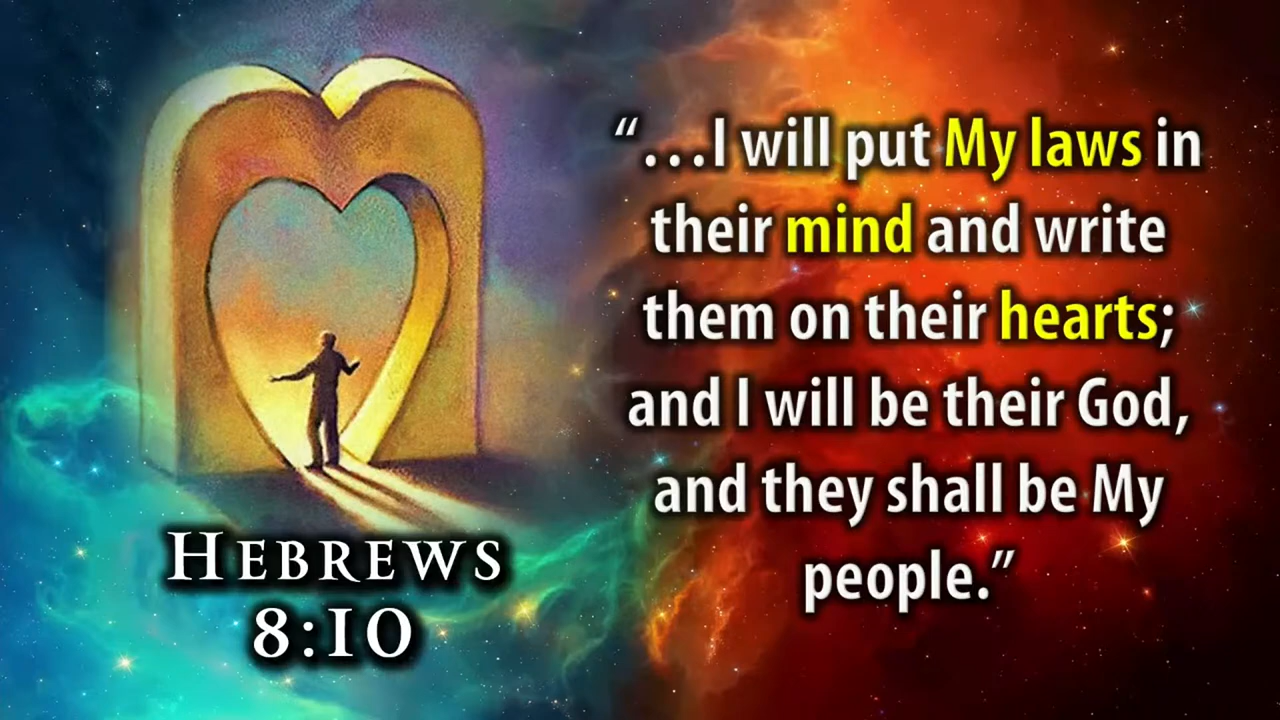 “...I will put My laws in
their mind and write
them on their hearts;
and I will be their God,
and they shall be My
people.”
HEBREWS
8:10